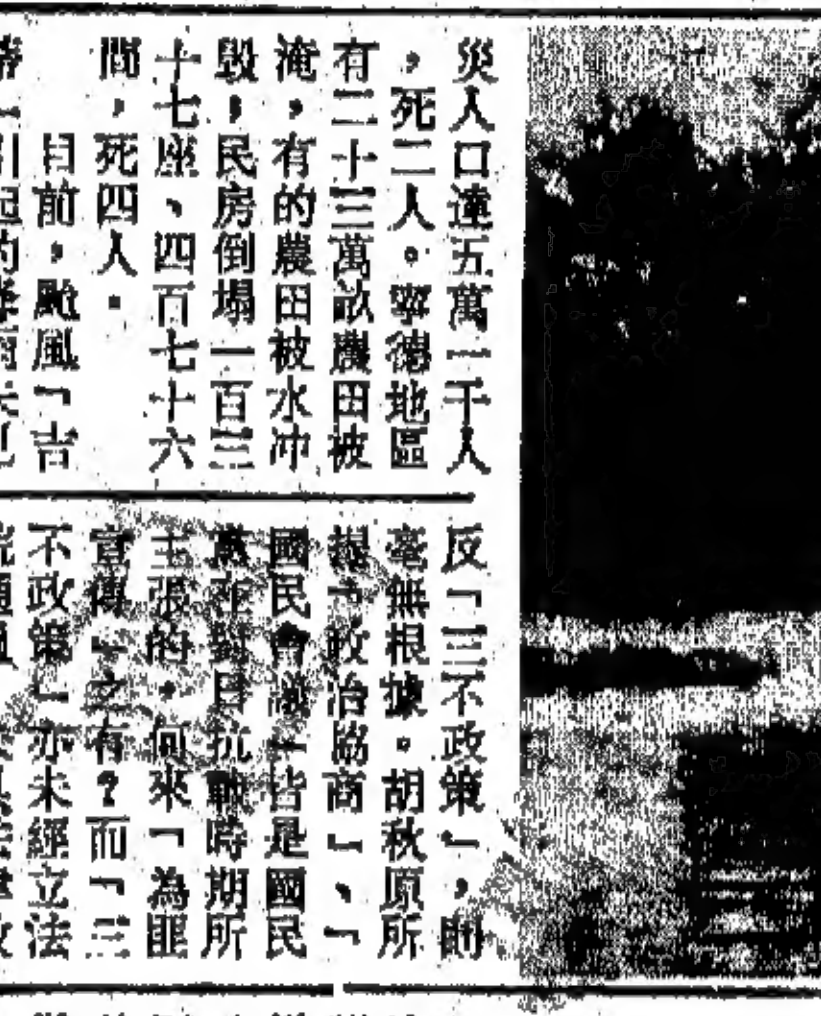 災人口達五萬一千人
，死二人。寧德地區
有二十三萬畝農田被
淹，有的農田被水冲
毀，民房倒塌一百三
十七座、四百七十六
間，死四人。
目前，颱風「吉
反「三不政策」，則
毫無根據。胡秋原所
提「政治協商」、「
國民會議」皆是國民
黨在對日抗戰時期所
主張的，何來「為匪
宣傳」之有？而「三
不政策」亦未經立法